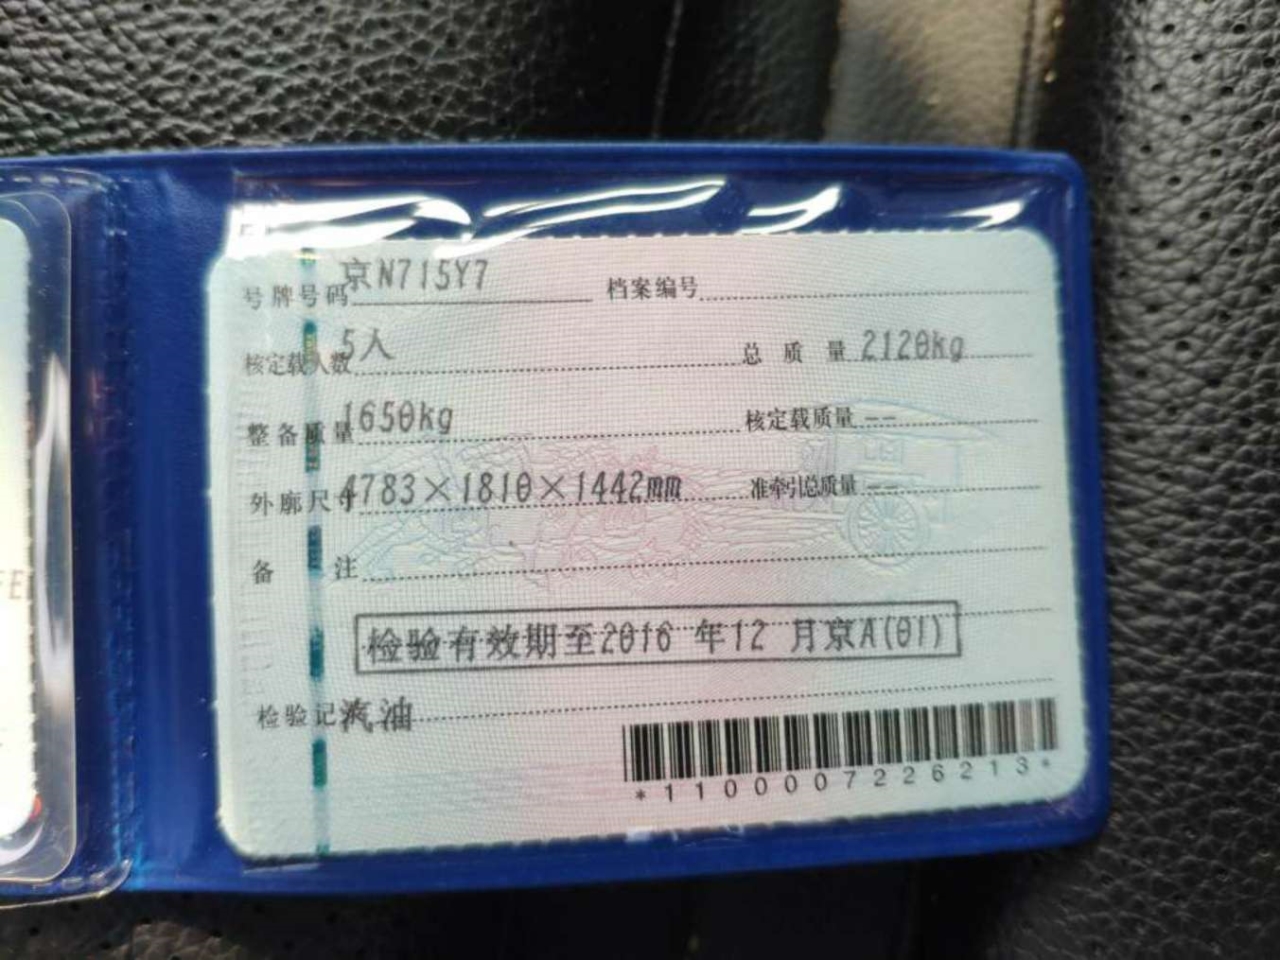 号牌号码 京N715Y7 档案编号
核定载人数 5人 总质量 2120kg
整备质量 1650kg 核定载质量 --
外廓尺寸 4783×1810×1442mm 准牵引总质量 --
备注
检验有效期至2016 年12 月京A(01)
检验记录 汽油
*1100007226213*